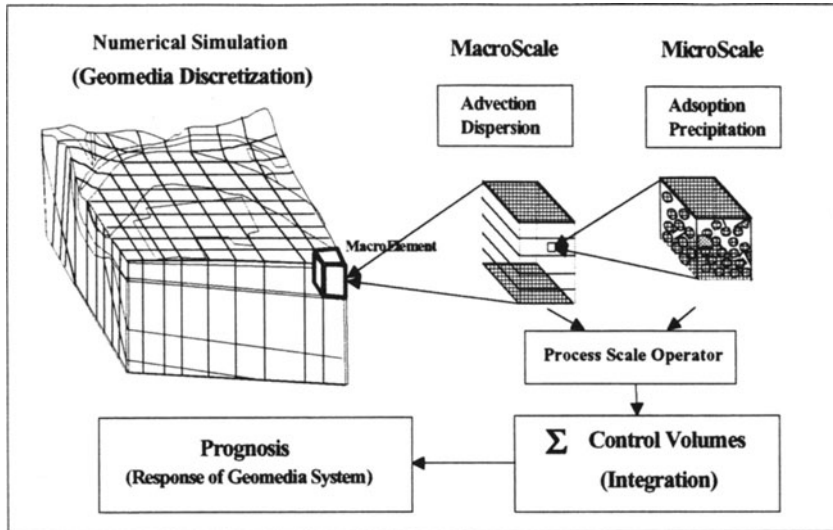 Numerical Simulation
(Geomedia Discretization)
MacroScale
MicroScale
Advection
Dispersion
Adsoption
Precipitation
MacroElement
Process Scale Operator
Σ Control Volumes
(Integration)
Prognosis
(Response of Geomedia System)